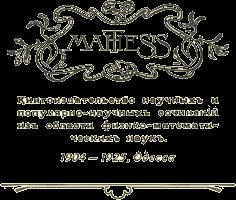 MATHESIS
Книгоиздательство научных и
популярно-научных сочинений
из области физико-математи-
ческих наук.
1904 — 1925, Одесса